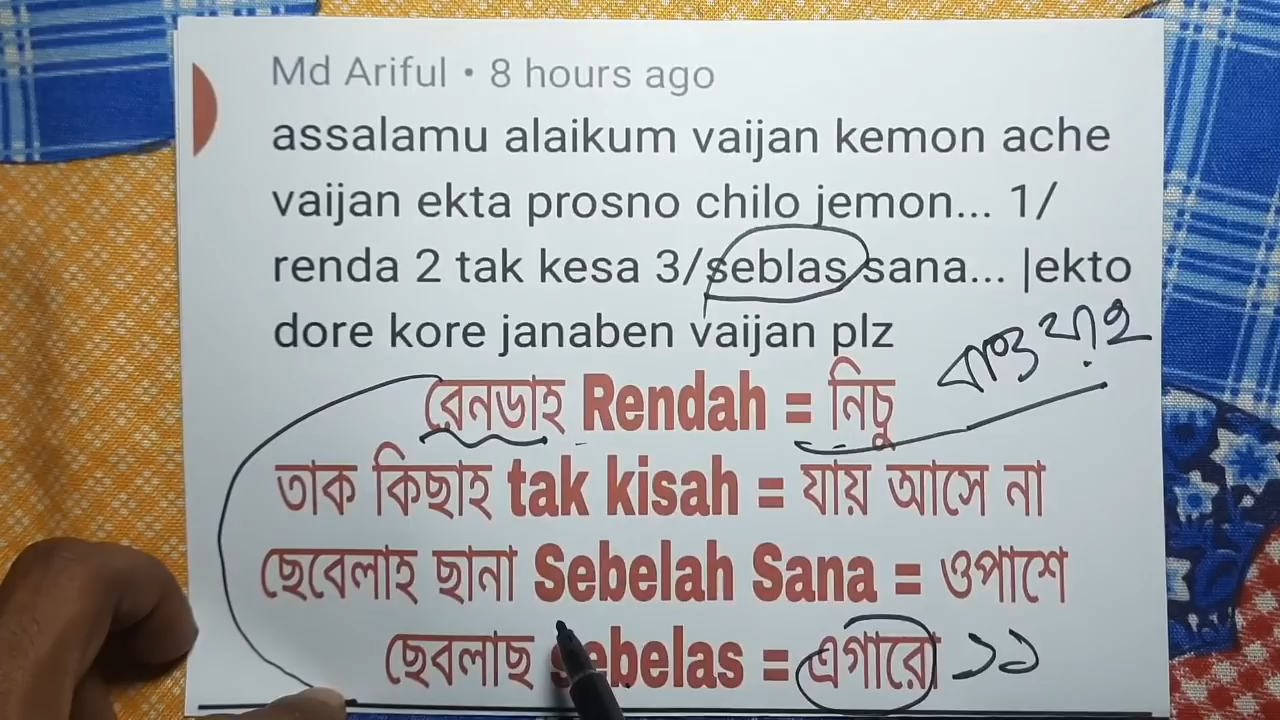 Md Ariful • 8 hours ago
assalamu alaikum vaijan kemon ache
vaijan ekta prosno chilo jemon... 1/
renda 2 tak kesa 3/seblas sana... |ekto
dore kore janaben vaijan plz
রেনডাহ Rendah = নিচু
তাক কিছাহ tak kisah = যায় আসে না
ছেবেলাহ ছানা Sebelah Sana = ওপাশে
ছেবলাছ sebelas = এগারো ১১